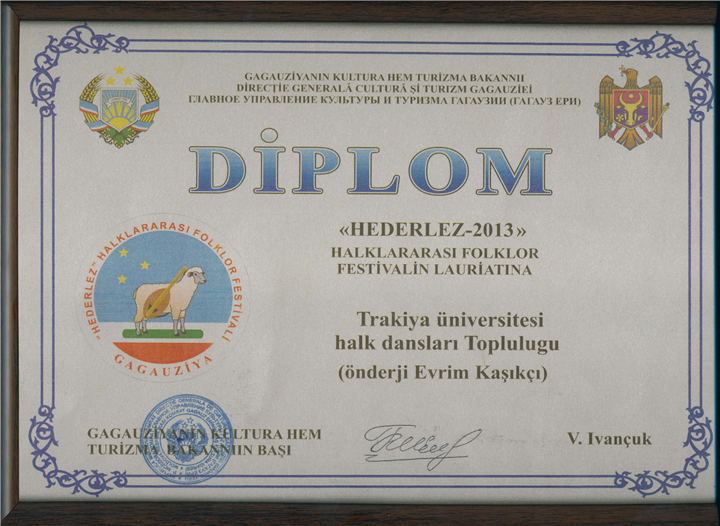 GAGAUZİYANIN KULTURA HEM TURİZMA BAKANNII
DIRECŢIE GENERALĂ CULTURĂ ŞI TURIZM GAGAUZIEI
ГЛАВНОЕ УПРАВЛЕНИЕ КУЛЬТУРЫ И ТУРИЗМА ГАГАУЗИИ (ГАГАУЗ ЕРИ)
DİPLOM
«HEDERLEZ-2013»
HALKLARARASI FOLKLOR
FESTİVALİN LAURİATINA
"HEDERLEZ" HALKLARARASI FOLKLOR FESTİVALİ
GAGAUZİYA
Trakiya üniversitesi
halk dansları Toplulugu
(önderji Evrim Kaşıkçı)
GAGAUZİYANIN KULTURA HEM
TURİZMA BAKANNIIN BAŞI
V. Ivançuk